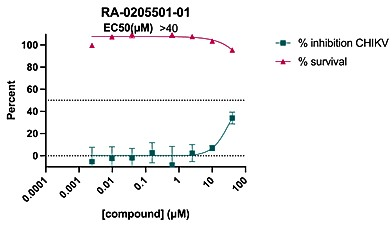 RA-0205501-01
EC50(µM) >40
% inhibition CHIKV
% survival
Percent
100
80
60
40
20
0
0.0001
0.001
0.01
0.1
1
10
100
[compound] (µM)